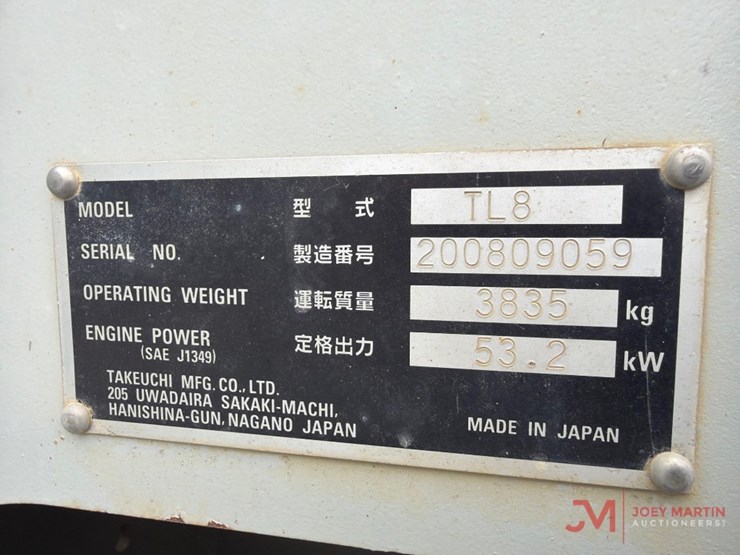 MODEL 型 式 TL8
SERIAL NO. 製造番号 200809059
OPERATING WEIGHT 運転質量 3835 kg
ENGINE POWER 定格出力 53.2 kW
(SAE J1349)
TAKEUCHI MFG.CO., LTD.
205 UWADAIRA SAKAKI-MACHI,
HANISHINA-GUN, NAGANO JAPAN
MADE IN JAPAN
JM JOEY MARTIN
AUCTIONEERS!